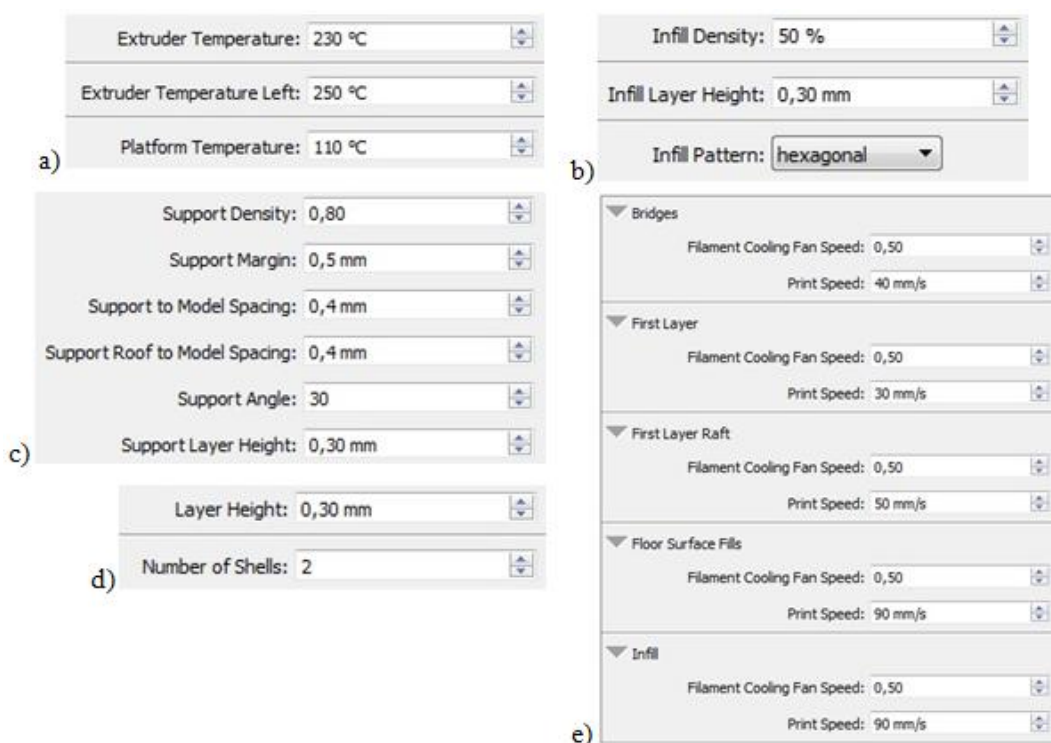 Extruder Temperature: 230 °C
Extruder Temperature Left: 250 °C
Platform Temperature: 110 °C
a)
Infill Density: 50 %
Infill Layer Height: 0,30 mm
Infill Pattern: hexagonal
b)
Support Density: 0,80
Support Margin: 0,5 mm
Support to Model Spacing: 0,4 mm
Support Roof to Model Spacing: 0,4 mm
Support Angle: 30
Support Layer Height: 0,30 mm
c)
Layer Height: 0,30 mm
Number of Shells: 2
d)
Bridges
Filament Cooling Fan Speed: 0,50
Print Speed: 40 mm/s
First Layer
Filament Cooling Fan Speed: 0,50
Print Speed: 30 mm/s
First Layer Raft
Filament Cooling Fan Speed: 0,50
Print Speed: 50 mm/s
Floor Surface Fills
Filament Cooling Fan Speed: 0,50
Print Speed: 90 mm/s
Infill
Filament Cooling Fan Speed: 0,50
Print Speed: 90 mm/s
e)